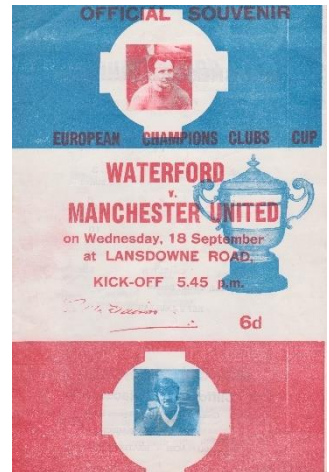 OFFICIAL SOUVENIR
EUROPEAN CHAMPIONS CLUBS CUP
WATERFORD
v.
MANCHESTER UNITED
on Wednesday, 18 September
at LANSDOWNE ROAD,
KICK-OFF 5.45 p.m.
6d